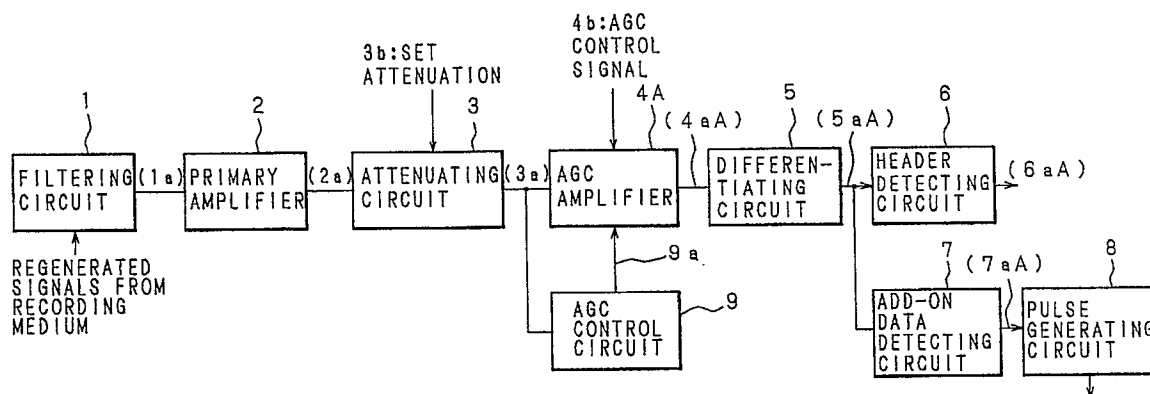 4b:AGC
CONTROL
SIGNAL
3b:SET
ATTENUATION
1
2
3
4A
(4aA)
5
(5aA)
6
FILTERING
CIRCUIT
(1a)
PRIMARY
AMPLIFIER
(2a)
ATTENUATING
CIRCUIT
(3a)
AGC
AMPLIFIER
DIFFEREN-
TIATING
CIRCUIT
HEADER
DETECTING
CIRCUIT
(6aA)
REGENERATED
SIGNALS FROM
RECORDING
MEDIUM
9a
AGC
CONTROL
CIRCUIT
9
7
(7aA)
8
ADD-ON
DATA
DETECTING
CIRCUIT
PULSE
GENERATING
CIRCUIT